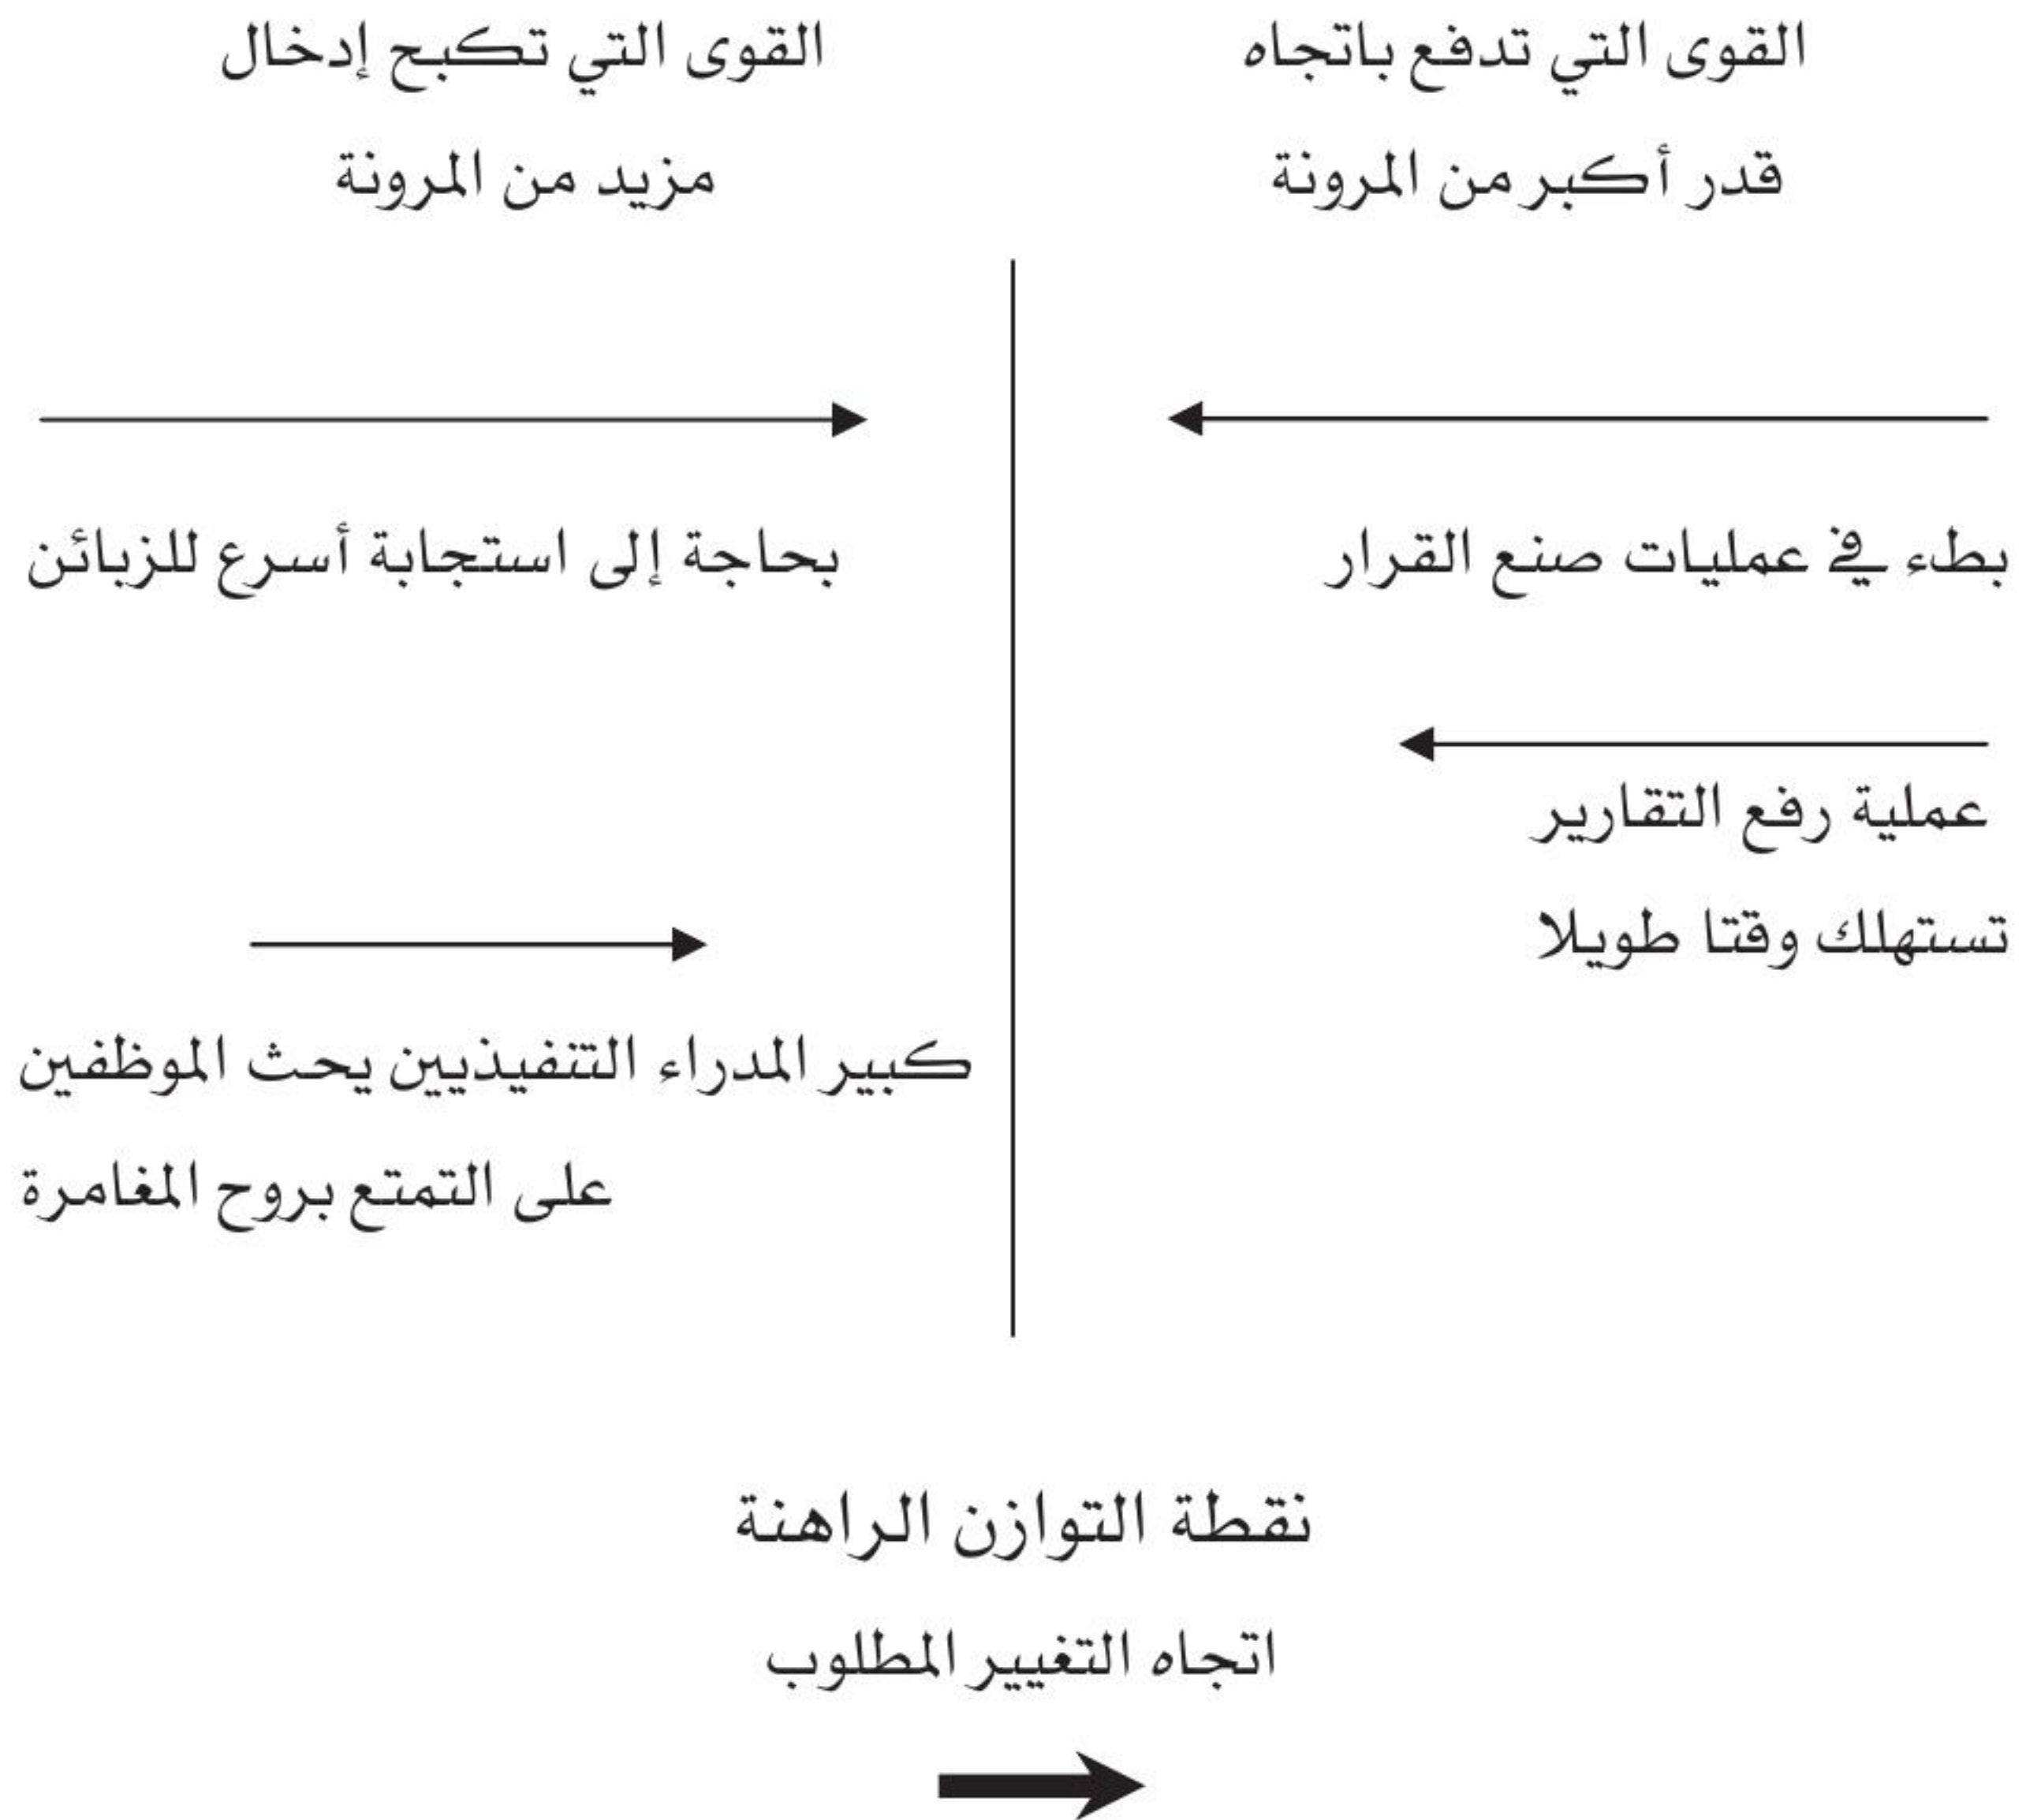 القوى التي تدفع باتجاه
قدر أكبر من المرونة
القوى التي تكبح إدخال
مزيد من المرونة
بطء في عمليات صنع القرار
بحاجة إلى استجابة أسرع للزبائن
عملية رفع التقارير
تستهلك وقتا طويلا
كبير المدراء التنفيذيين يحث الموظفين
على التمتع بروح المغامرة
نقطة التوازن الراهنة
اتجاه التغيير المطلوب